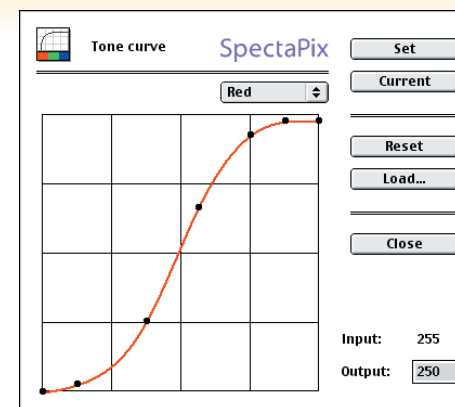 Tone curve
SpectaPix
Red
Set
Current
Reset
Load...
Close
Input: 255
Output: 250